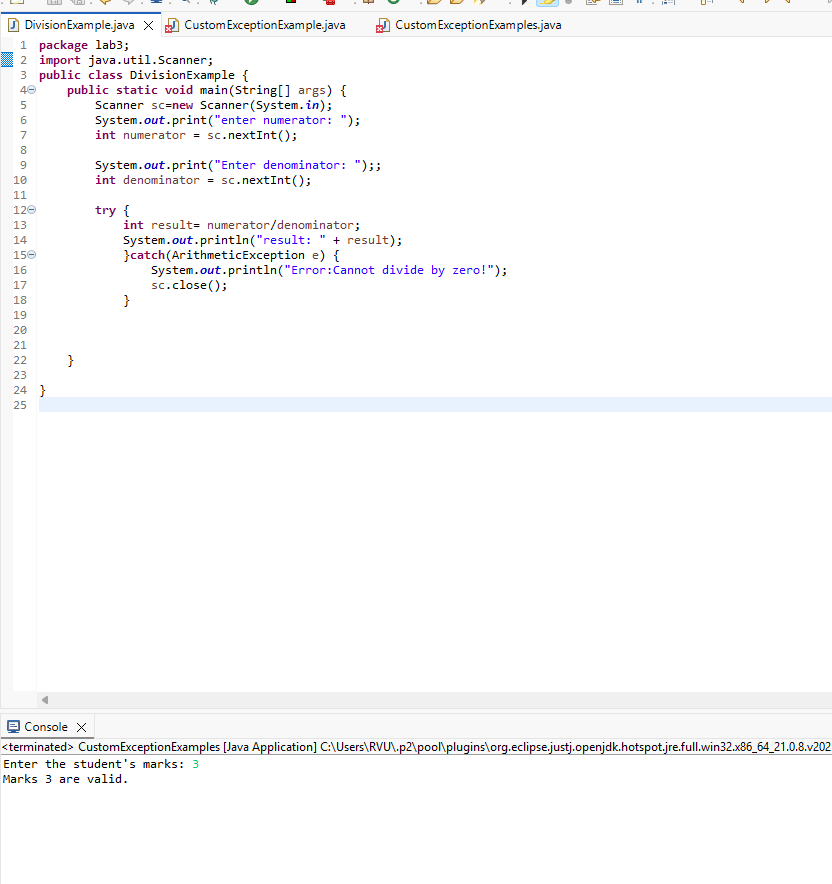 DivisionExample.java CustomExceptionExample.java CustomExceptionExamples.java
1 package lab3;
2 import java.util.Scanner;
3 public class DivisionExample {
4 public static void main(String[] args) {
5 Scanner sc=new Scanner(System.in);
6 System.out.print("enter numerator: ");
7 int numerator = sc.nextInt();
8
9 System.out.print("Enter denominator: ");;
10 int denominator = sc.nextInt();
11
12 try {
13 int result= numerator/denominator;
14 System.out.println("result: " + result);
15 }catch(ArithmeticException e) {
16 System.out.println("Error:Cannot divide by zero!");
17 sc.close();
18 }
19
20
21
22 }
23
24 }
25
Console
<terminated> CustomExceptionExamples [Java Application] C:\Users\RVU\.p2\pool\plugins\org.eclipse.justj.openjdk.hotspot.jre.full.win32.x86_64_21.0.8.v202
Enter the student's marks: 3
Marks 3 are valid.